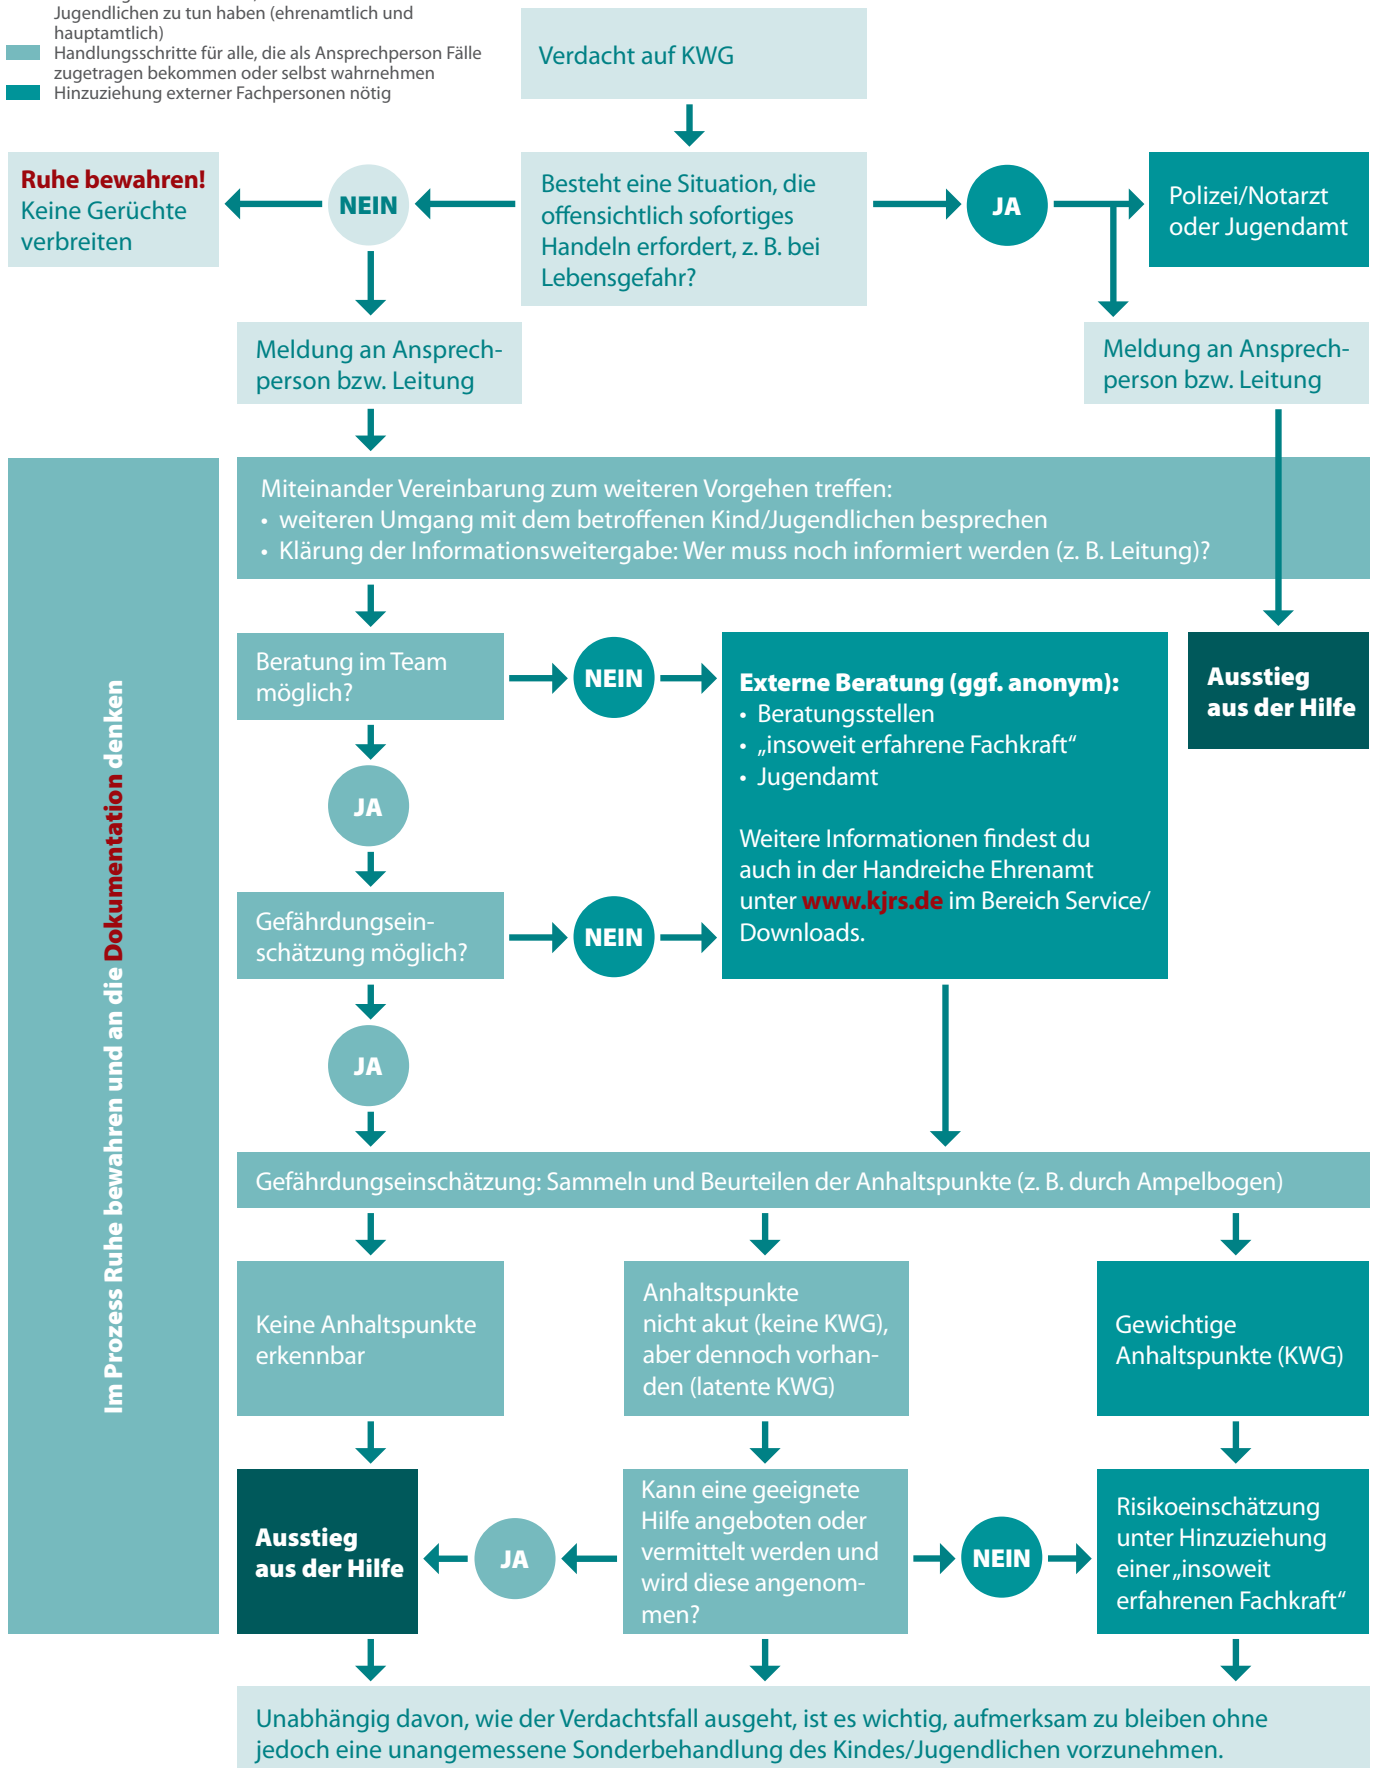 Jugendlichen zu tun haben (ehrenamtlich und
hauptamtlich)
Handlungsschritte für alle, die als Ansprechperson Fälle
zugetragen bekommen oder selbst wahrnehmen
Hinzuziehung externer Fachpersonen nötig
Verdacht auf KWG
Ruhe bewahren!
Keine Gerüchte
verbreiten
NEIN
Besteht eine Situation, die
offensichtlich sofortiges
Handeln erfordert, z. B. bei
Lebensgefahr?
JA
Polizei/Notarzt
oder Jugendamt
Meldung an Ansprech-
person bzw. Leitung
Meldung an Ansprech-
person bzw. Leitung
Im Prozess Ruhe bewahren und an die Dokumentation denken
Miteinander Vereinbarung zum weiteren Vorgehen treffen:
• weiteren Umgang mit dem betroffenen Kind/Jugendlichen besprechen
• Klärung der Informationsweitergabe: Wer muss noch informiert werden (z. B. Leitung)?
Beratung im Team
möglich?
NEIN
Externe Beratung (ggf. anonym):
• Beratungsstellen
• „insoweit erfahrene Fachkraft“
• Jugendamt
Weitere Informationen findest du
auch in der Handreiche Ehrenamt
unter www.kjrs.de im Bereich Service/
Downloads.
Ausstieg
aus der Hilfe
JA
Gefährdungsein-
schätzung möglich?
NEIN
JA
Gefährdungseinschätzung: Sammeln und Beurteilen der Anhaltspunkte (z. B. durch Ampelbogen)
Keine Anhaltspunkte
erkennbar
Anhaltspunkte
nicht akut (keine KWG),
aber dennoch vorhan-
den (latente KWG)
Gewichtige
Anhaltspunkte (KWG)
Ausstieg
aus der Hilfe
JA
Kann eine geeignete
Hilfe angeboten oder
vermittelt werden und
wird diese angenom-
men?
NEIN
Risikoeinschätzung
unter Hinzuziehung
einer „insoweit
erfahrenen Fachkraft“
Unabhängig davon, wie der Verdachtsfall ausgeht, ist es wichtig, aufmerksam zu bleiben ohne
jedoch eine unangemessene Sonderbehandlung des Kindes/Jugendlichen vorzunehmen.